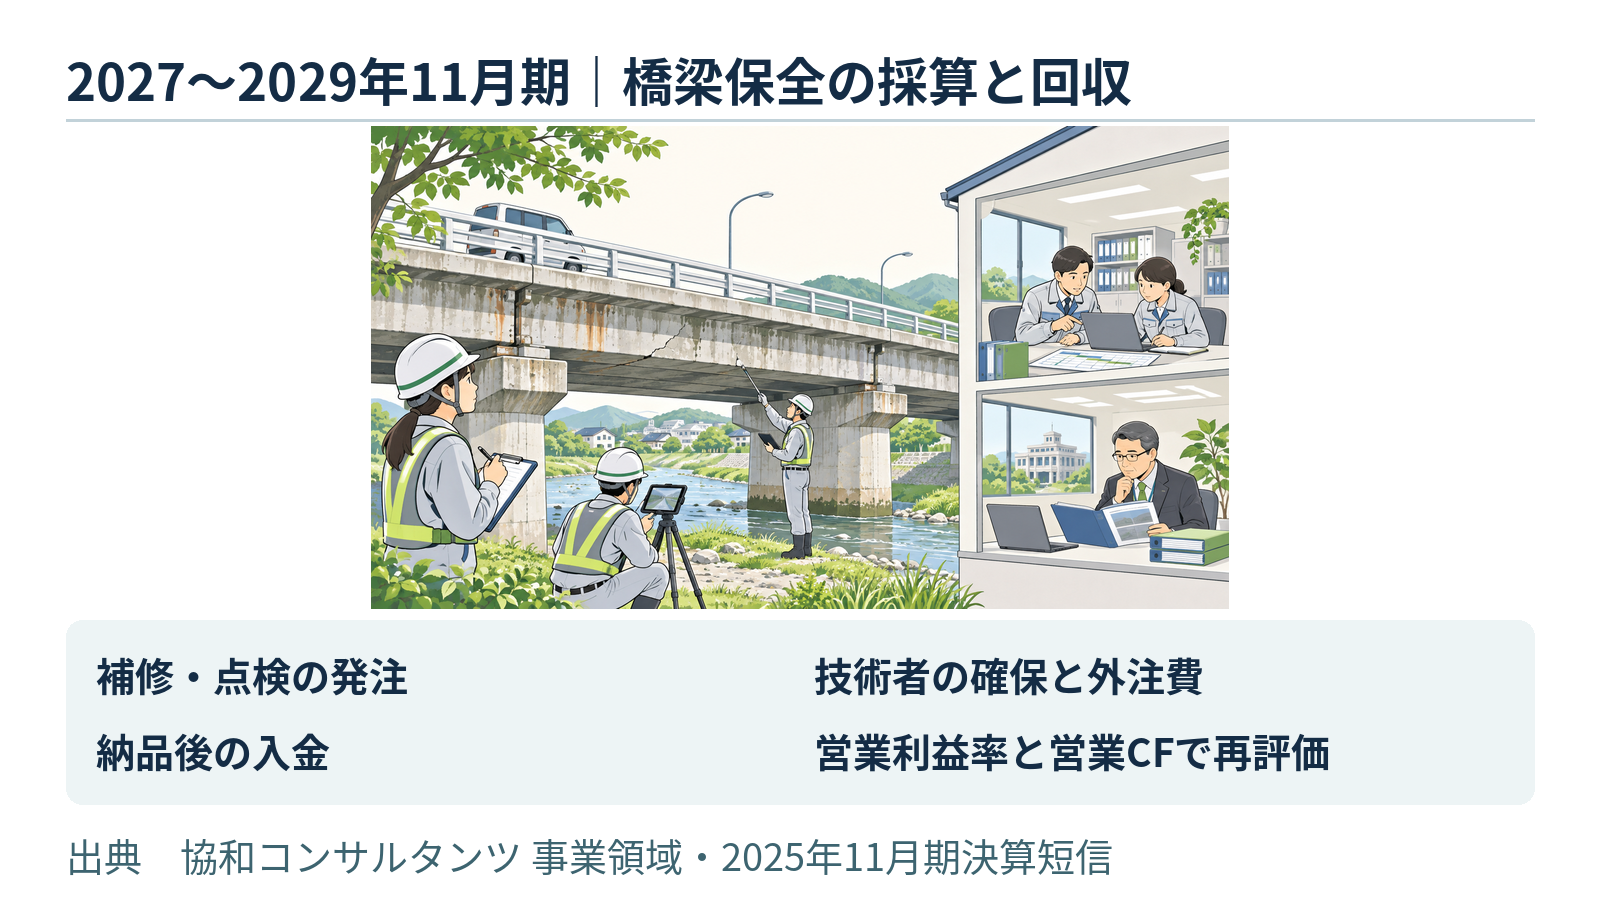 2027～2029年11月期｜橋梁保全の採算と回収
補修・点検の発注
技術者の確保と外注費
納品後の入金
営業利益率と営業CFで再評価
出典　協和コンサルタンツ 事業領域・2025年11月期決算短信